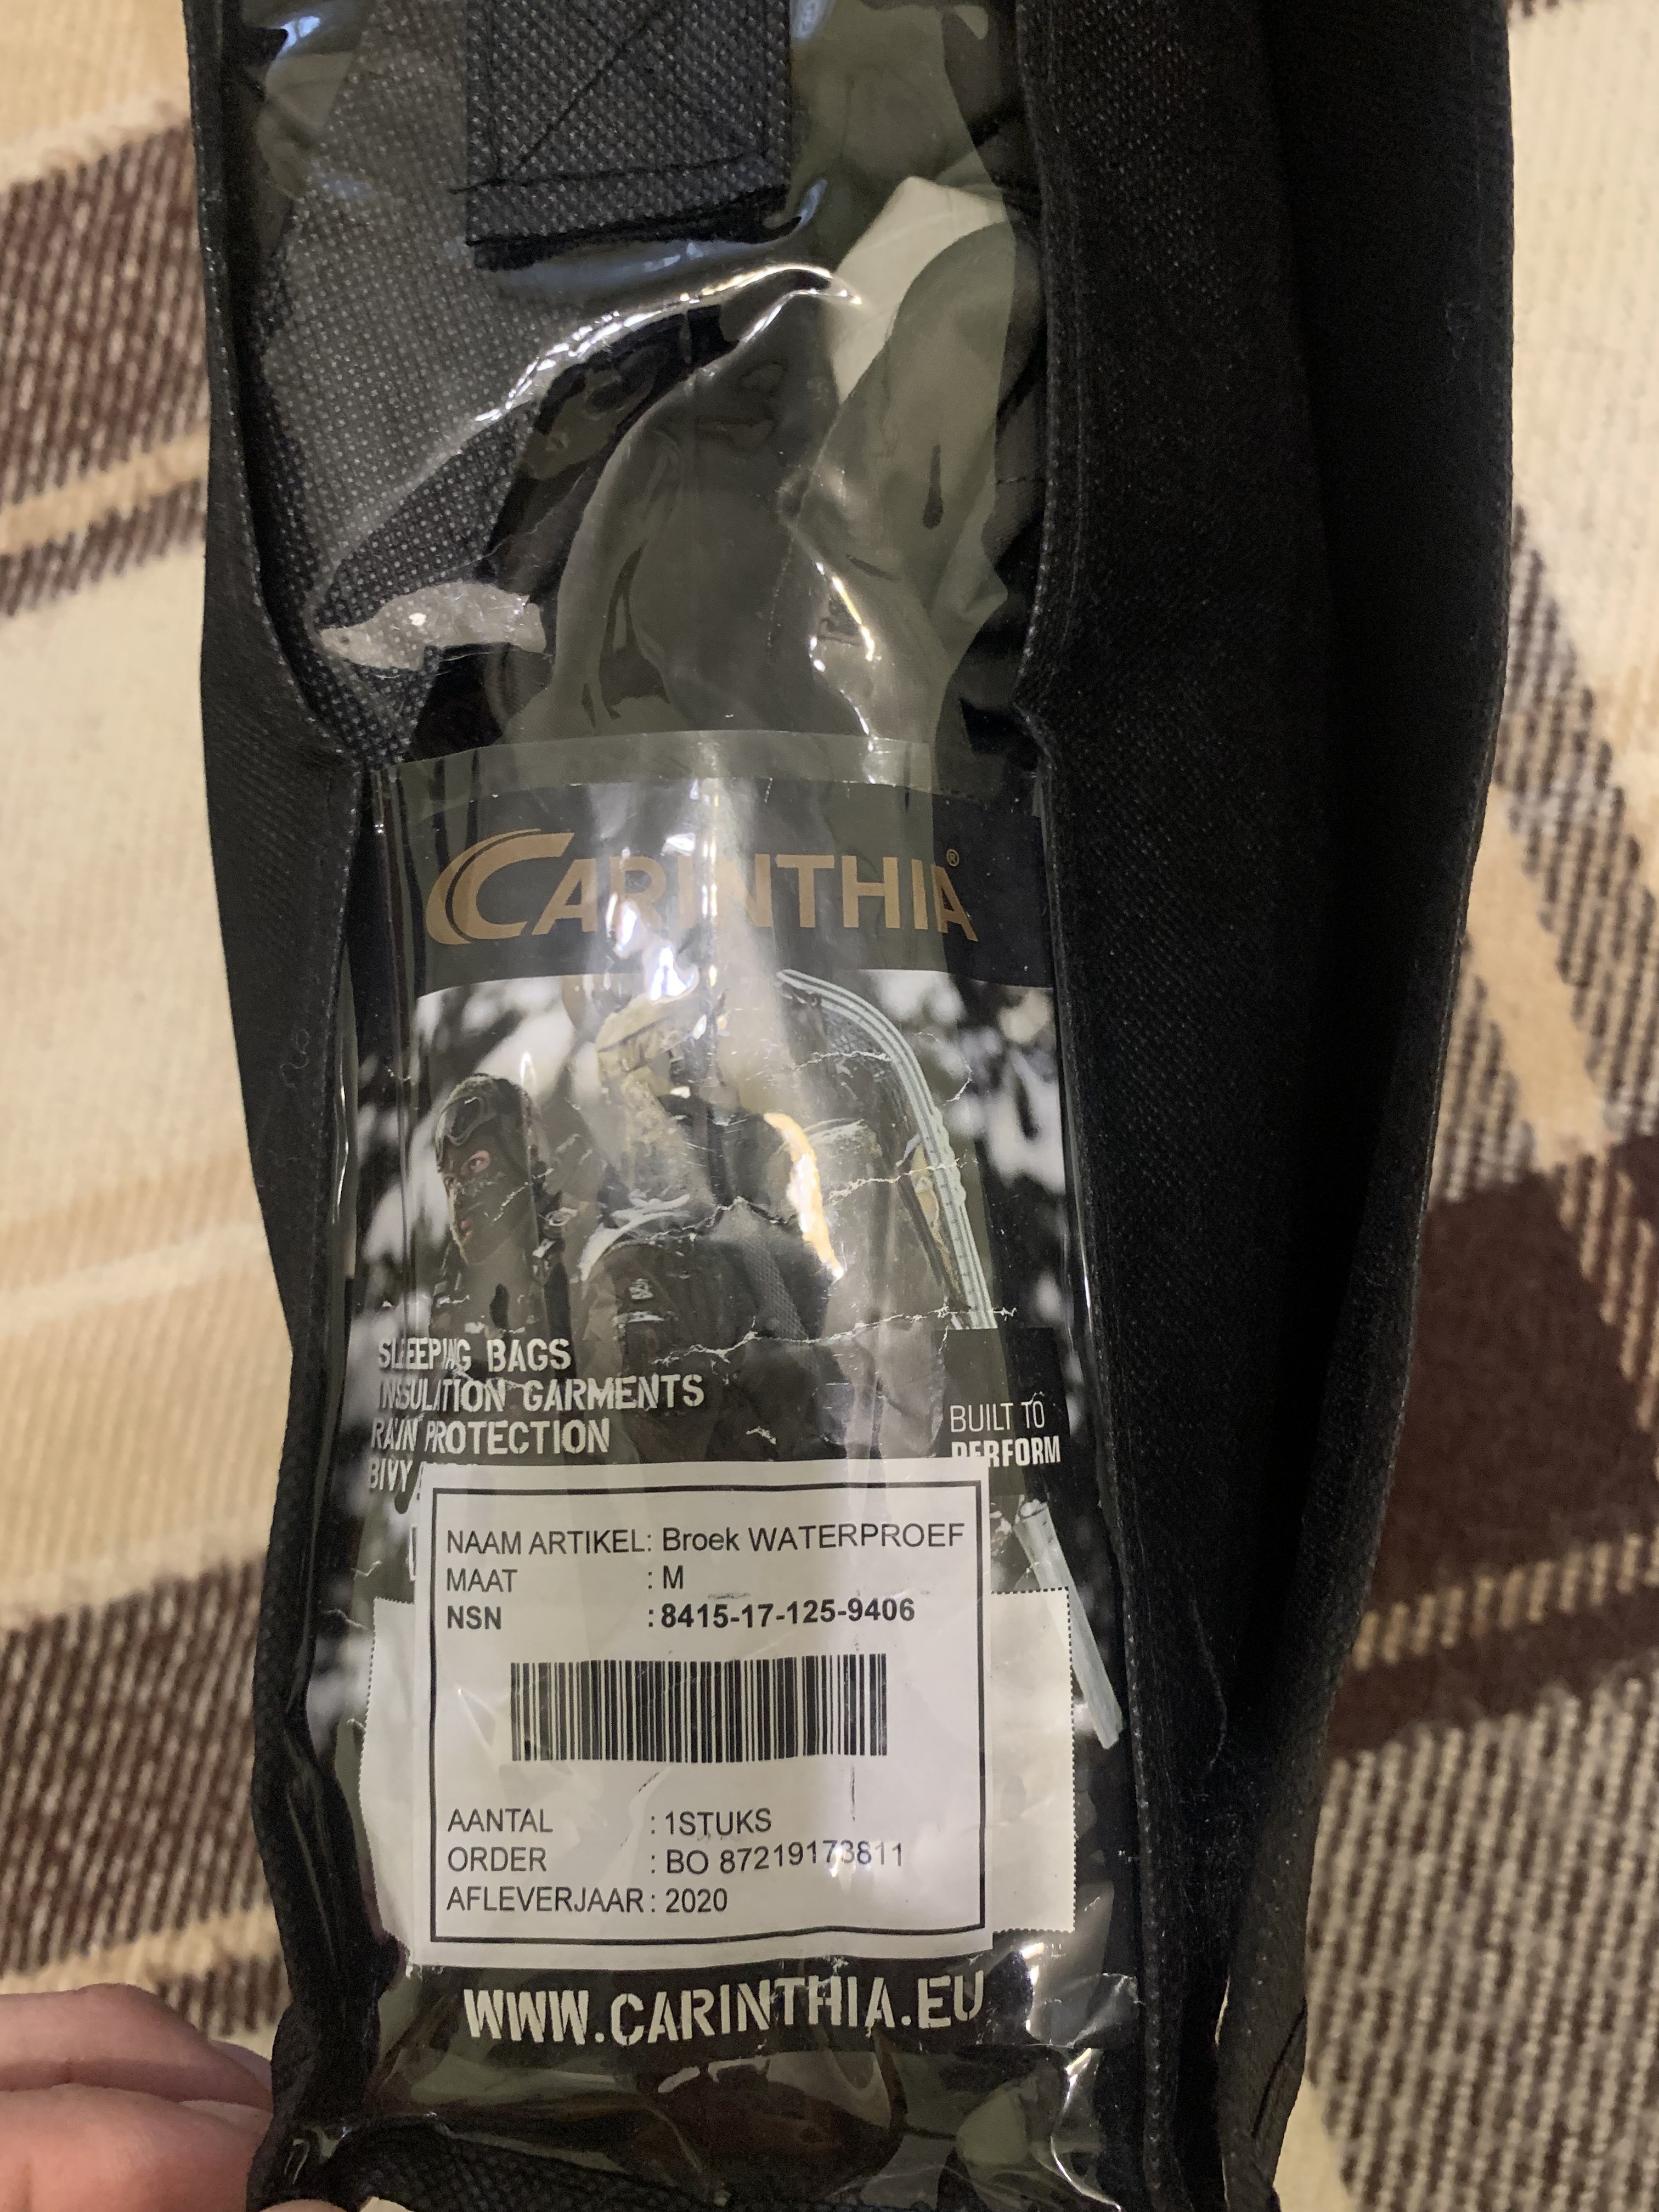 CARINTHIA®
SLEEPING BAGS
INSULATION GARMENTS
RAIN PROTECTION
BIVY
BUILT TO
PERFORM
NAAM ARTIKEL: Broek WATERPROEF
MAAT : M
NSN : 8415-17-125-9406
AANTAL : 1STUKS
ORDER : BO 87219173811
AFLEVERJAAR : 2020
WWW.CARINTHIA.EU